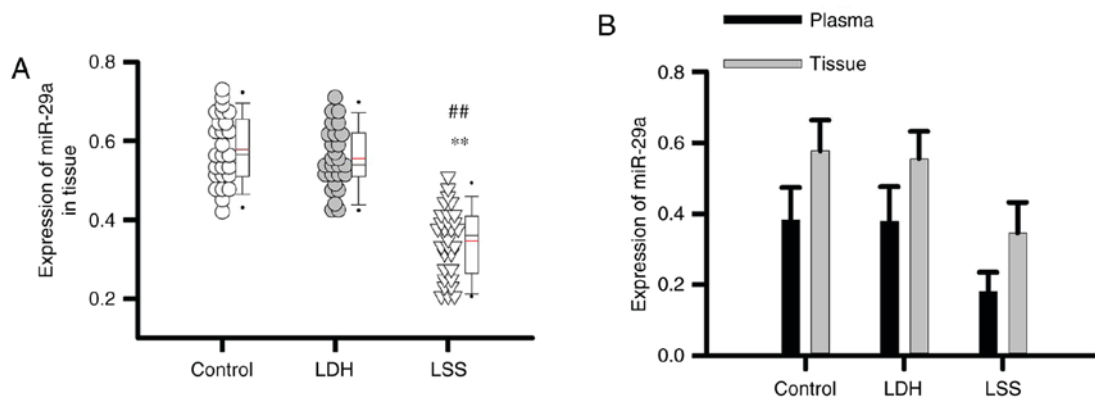 A
Expression of miR-29a
in tissue
0.8
0.6
0.4
0.2
##
**
Control LDH LSS
B
Plasma
Tissue
Expression of miR-29a
0.8
0.6
0.4
0.2
0.0
Control LDH LSS